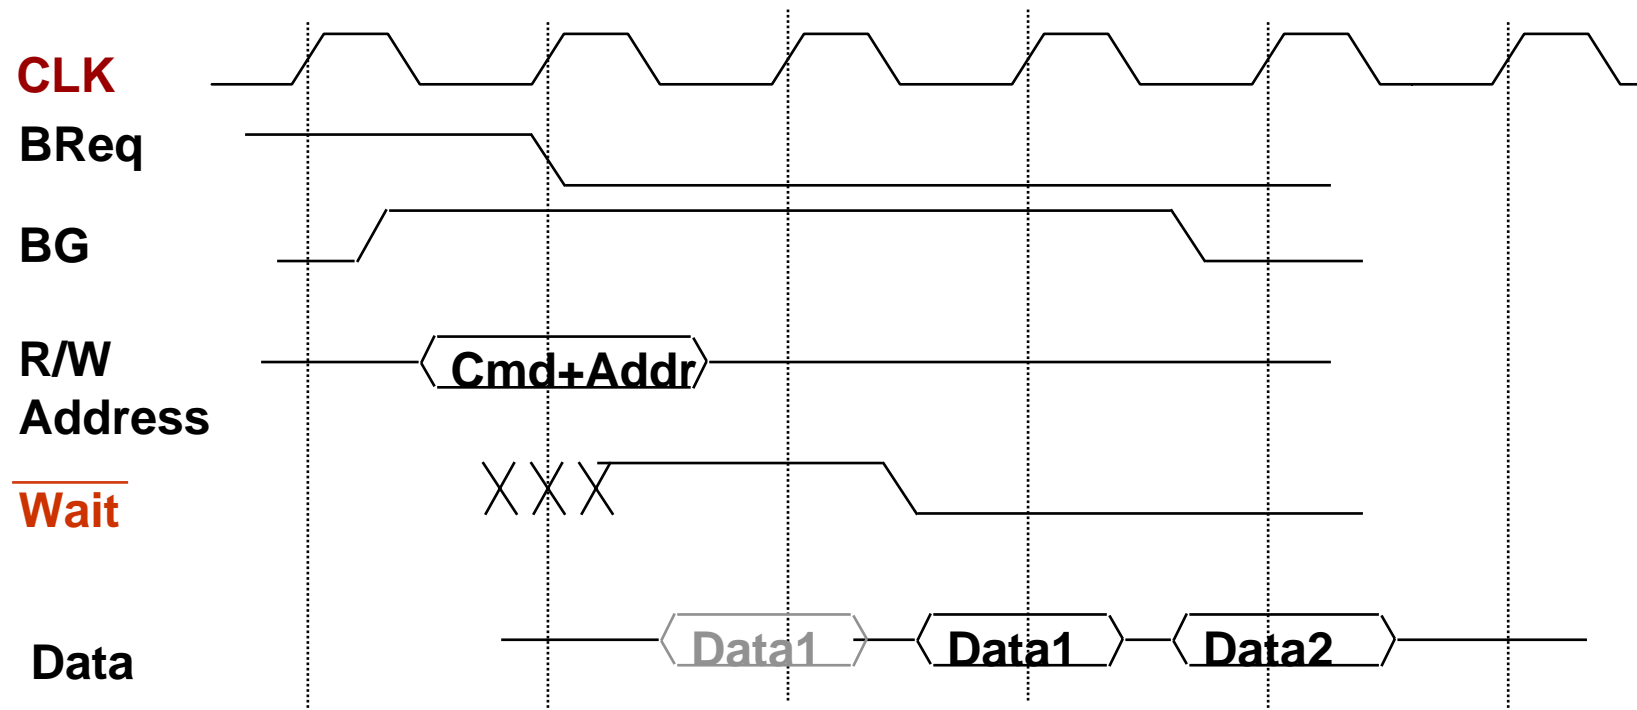 CLK
BReq
BG
R/W
Address
Cmd+Addr
Wait
Data
Data1
Data1
Data2